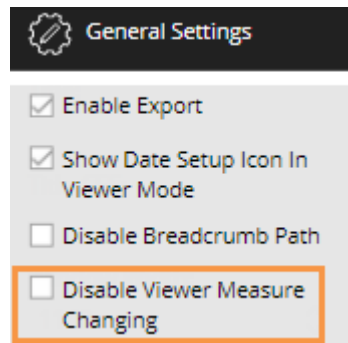 General Settings
Enable Export
Show Date Setup Icon In
Viewer Mode
Disable Breadcrumb Path
Disable Viewer Measure
Changing